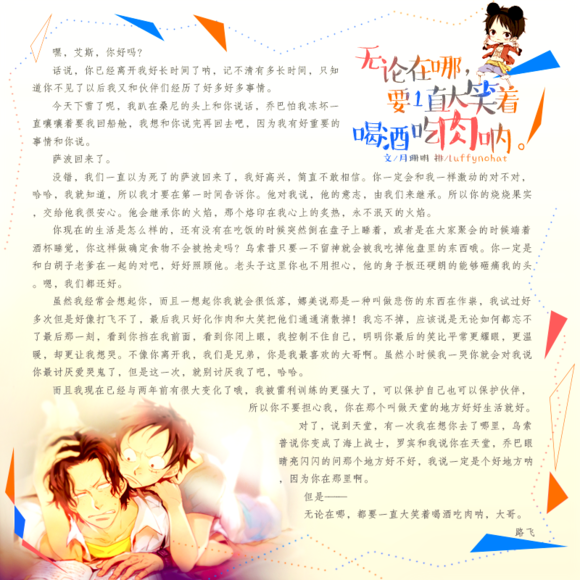 无论在哪,
要1直大笑着
喝酒吃肉呐。!
文/月珊明 推/Luffynohat
嘿，艾斯，你好吗？
话说，你已经离开我好长时间了呐，记不清有多长时间，只知
道你不见了以后我又和伙伴们经历了好多好多事情。
今天下雪了呢，我趴在桑尼的头上和你说话，乔巴怕我冻坏一
直嚷嚷着要我回船舱，我想和你说完再回去吧，因为我有好重要的
事情和你说。
萨波回来了。
没错，我们一直以为死了的萨波回来了，我好高兴，简直不敢相信。你一定会和我一样激动的对不对，
哈哈，我就知道，所以我才要在第一时间告诉你。他对我说，他的意志，由我们来继承。所以你的烧烧果实
，交给他我很安心。他会继承你的火焰，那个烙印在我心上的炙热，永不泯灭的火焰。
你现在的生活是怎么样的，还有没有在吃饭的时候突然倒在盘子上睡着，或者是在大家聚会的时候端着
酒杯睡觉，你这样做确定食物不会被抢走吗？乌索普只要一不留神就会被我吃掉他盘里的东西哦。你一定是
和白胡子老爹在一起的对吧，好好照顾他。老头子这里你也不用担心，他的身子板还硬朗的能够砸痛我的头
。嗯，我们都还好。
虽然我经常会想起你，而且一想起你我就会很低落，娜美说那是一种叫做悲伤的东西在作祟，我试过好
多次但是好像打飞不了，最后我只好化作肉和大笑把他们通通消散掉！我忘不掉，应该说是无论如何都忘不
了最后那一刻，看到你挡在我前面，看到你闭上眼，我控制不住自己，明明你最后的笑比平常更耀眼，更温
暖，却更让我想哭。不像你离开我，我们是兄弟，你是我最喜欢的大哥啊。虽然小时候我一哭你就会对我说
你最讨厌爱哭鬼了，但是这一次，就别讨厌我了吧，哈哈。
而且我现在已经与两年前有很大变化了哦，我被雷利训练的更强大了，可以保护自己也可以保护伙伴，
所以你不要担心我，你在那个叫做天堂的地方好好生活就好。
对了，说到天堂，有一次我在想你去了哪里，乌索
普说你变成了海上战士，罗宾和我说你在天堂，乔巴眼
睛亮闪闪的问那个地方好不好，我说一定是个好地方呐
，因为你在那里啊。
但是——
无论在哪，都要一直大笑着喝酒吃肉呐，大哥。
路飞